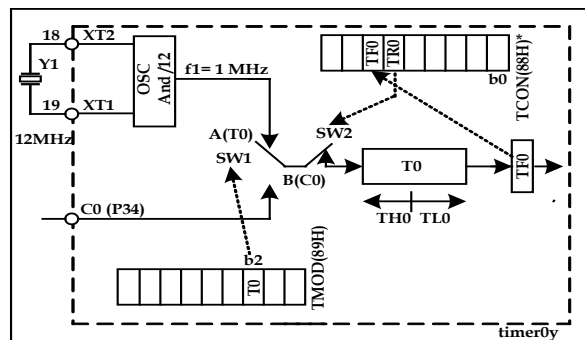 18
XT2
Y1
19
XT1
12MHz
OSC
And /12
f1= 1 MHz
TF0
TR0
b0
TCON(88H)*
A(T0)
SW1
SW2
B(C0)
T0
TF0
TH0
TL0
C0 (P34)
b2
T0
TMOD(89H)
timer0y